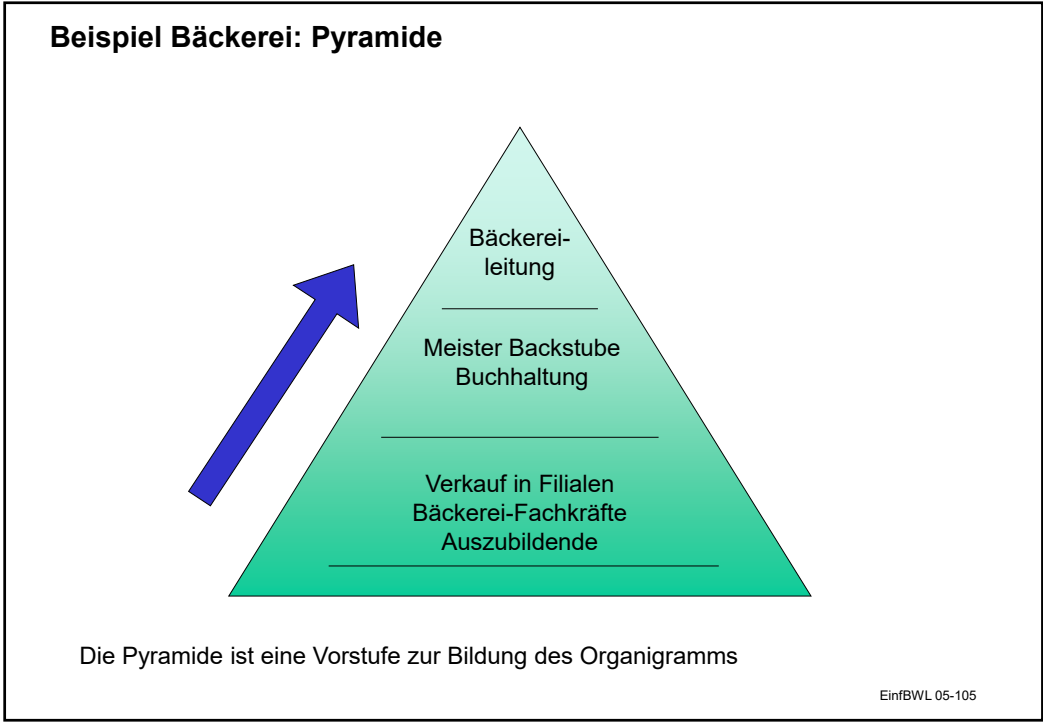 Beispiel Bäckerei: Pyramide
Bäckerei-
leitung
Meister Backstube
Buchhaltung
Verkauf in Filialen
Bäckerei-Fachkräfte
Auszubildende
Die Pyramide ist eine Vorstufe zur Bildung des Organigramms
EinfBWL 05-105